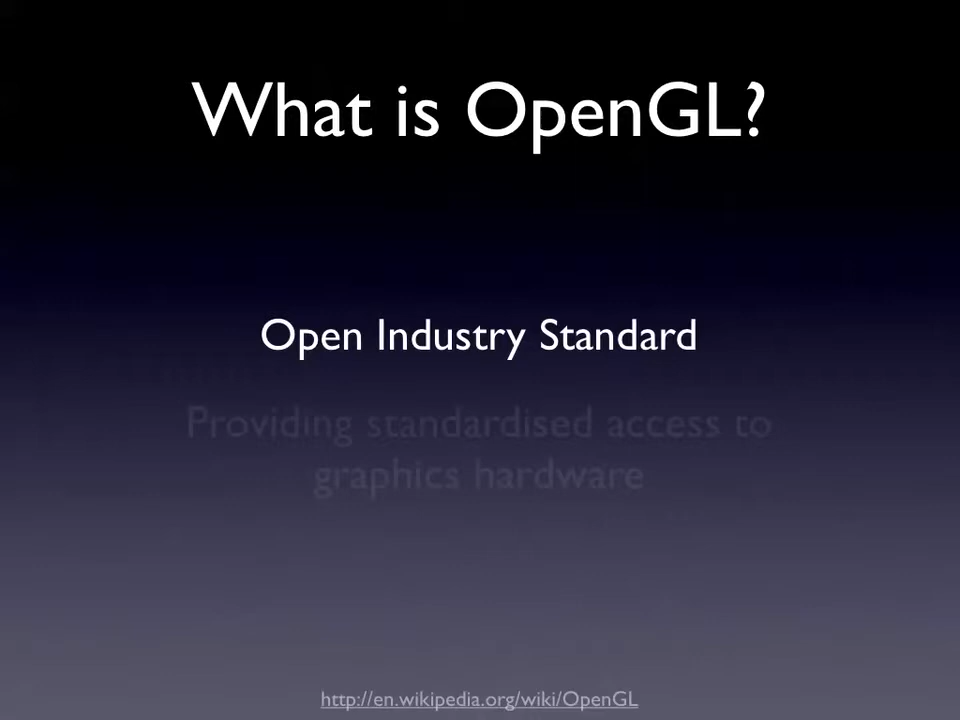 What is OpenGL?
Open Industry Standard
Providing standardised access to
graphics hardware
http://en.wikipedia.org/wiki/OpenGL